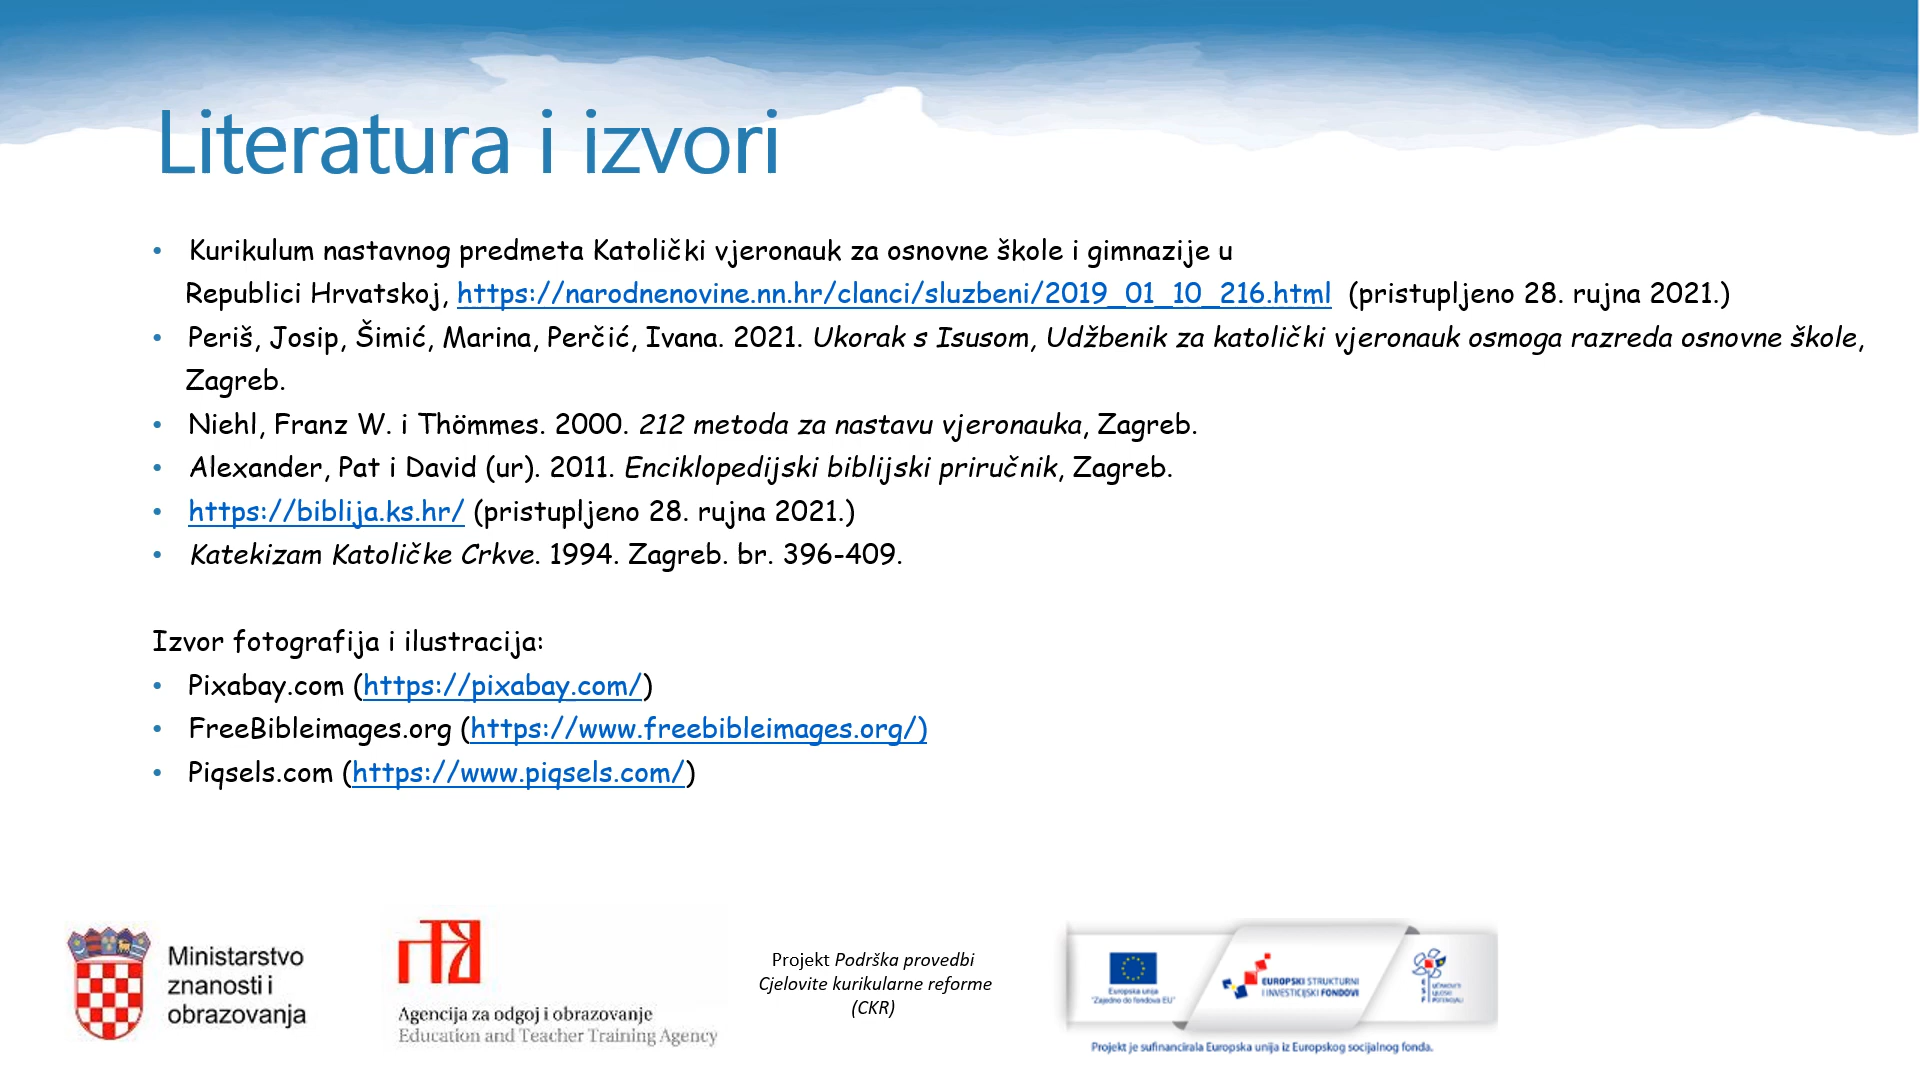 Literatura i izvori
• Kurikulum nastavnog predmeta Katolički vjeronauk za osnovne škole i gimnazije u
Republici Hrvatskoj, https://narodnenovine.nn.hr/clanci/sluzbeni/2019_01_10_216.html (pristupljeno 28. rujna 2021.)
• Periš, Josip, Šimić, Marina, Perčić, Ivana. 2021. Ukorak s Isusom, Udžbenik za katolički vjeronauk osmoga razreda osnovne škole,
Zagreb.
• Niehl, Franz W. i Thömmes. 2000. 212 metoda za nastavu vjeronauka, Zagreb.
• Alexander, Pat i David (ur). 2011. Enciklopedijski biblijski priručnik, Zagreb.
• https://biblija.ks.hr/ (pristupljeno 28. rujna 2021.)
• Katekizam Katoličke Crkve. 1994. Zagreb. br. 396-409.
Izvor fotografija i ilustracija:
• Pixabay.com (https://pixabay.com/)
• FreeBibleimages.org (https://www.freebibleimages.org/)
• Piqsels.com (https://www.piqsels.com/)
Ministarstvo
znanosti i
obrazovanja
Agencija za odgoj i obrazovanje
Education and Teacher Training Agency
Projekt Podrška provedbi
Cjelovite kurikularne reforme
(CKR)
Europska unija
"Zajedno do fondova EU"
EUROPSKI STRUKTURNI
I INVESTICIJSKI FONDOVI
E
S
F
Projekt je sufinancirala Europska unija iz Europskog socijalnog fonda.